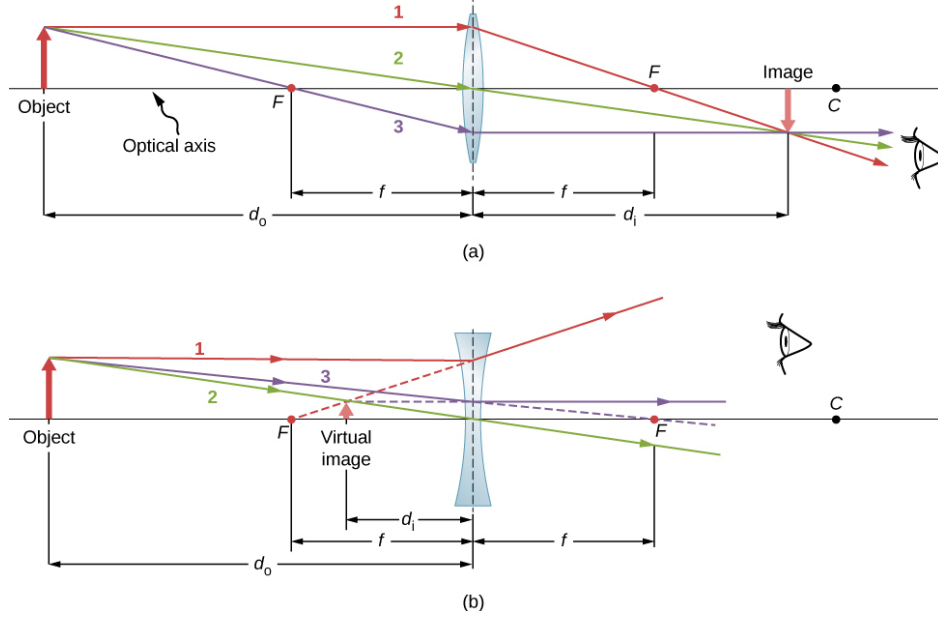 1
2
F
Image
Object
F
C
3
Optical axis
f
f
dₒ
dᵢ
(a)
1
3
2
C
Object
F
Virtual
image
F
dᵢ
f
f
dₒ
(b)